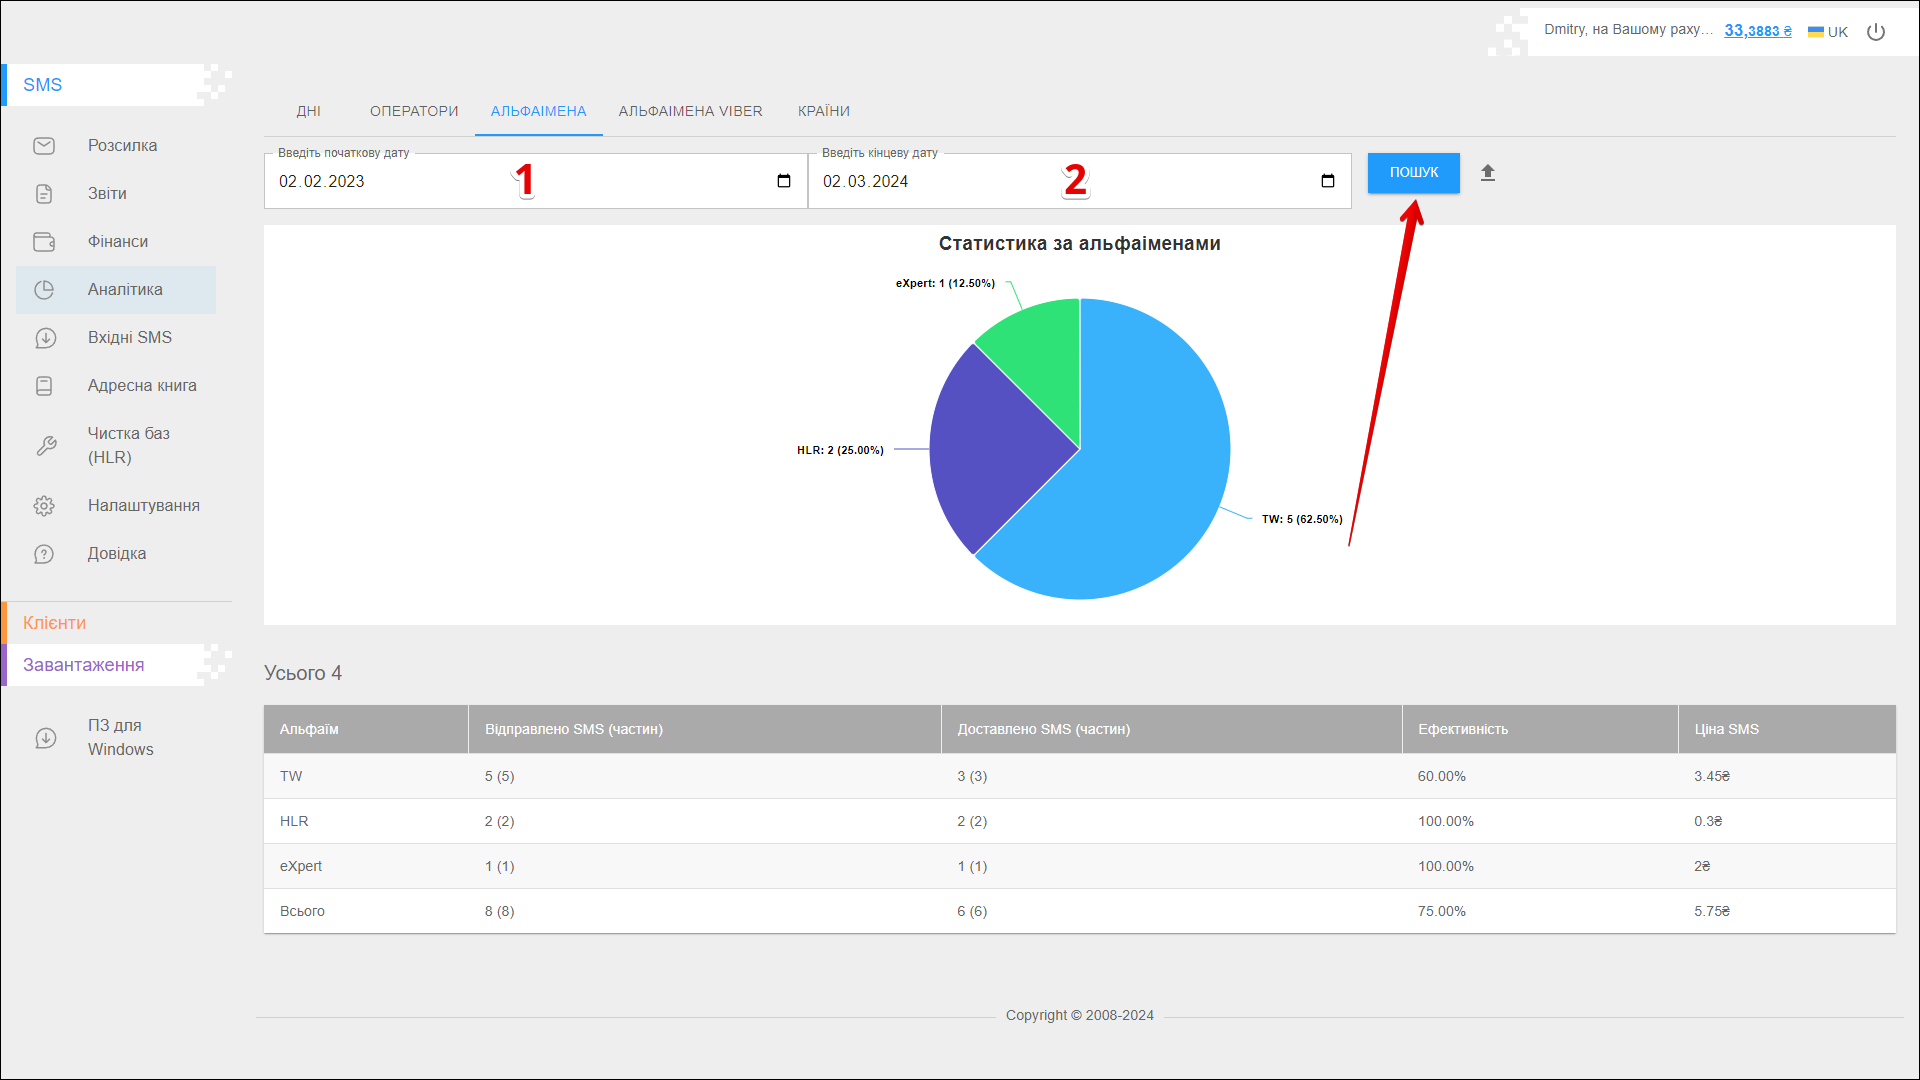 Dmitry, на Вашому раху... 33,3883 ₴ UK
SMS
Розсилка
Звіти
Фінанси
Аналітика
Вхідні SMS
Адресна книга
Чистка баз
(HLR)
Налаштування
Довідка
Клієнти
Завантаження
ПЗ для
Windows
ДНІ ОПЕРАТОРИ АЛЬФАІМЕНА АЛЬФАІМЕНА VIBER КРАЇНИ
Введіть початкову дату
02.02.2023
1
Введіть кінцеву дату
02.03.2024
2
ПОШУК
Статистика за альфаіменами
eXpert: 1 (12.50%)
HLR: 2 (25.00%)
TW: 5 (62.50%)
Усього 4
Альфаїм Відправлено SMS (частин) Доставлено SMS (частин) Ефективність Ціна SMS
TW 5 (5) 3 (3) 60.00% 3.45₴
HLR 2 (2) 2 (2) 100.00% 0.3₴
eXpert 1 (1) 1 (1) 100.00% 2₴
Всього 8 (8) 6 (6) 75.00% 5.75₴
Copyright © 2008-2024